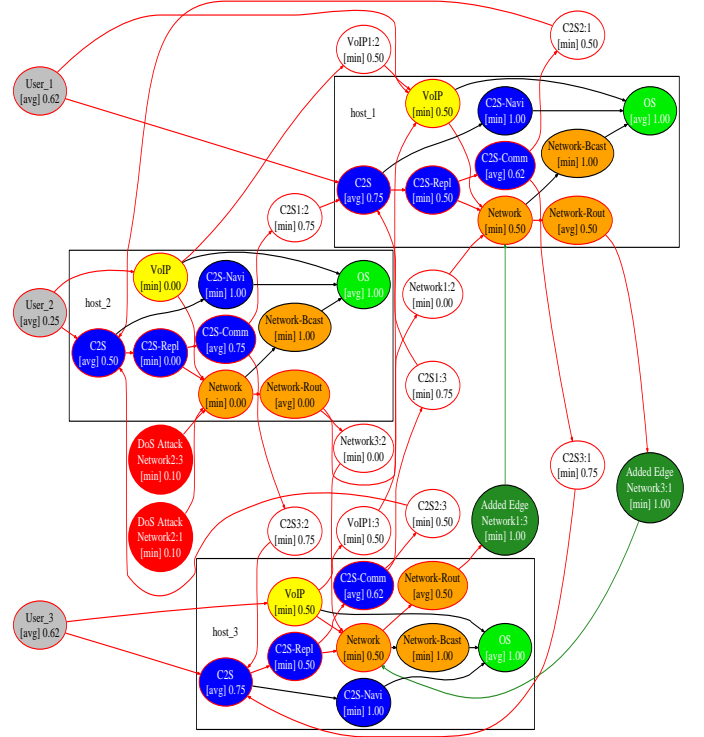 C2S2:1
[min] 0.50
VoIP1:2
[min] 0.50
User_1
[avg] 0.62
host_1
VoIP
[min] 0.50
C2S-Navi
[min] 1.00
OS
[avg] 1.00
Network-Bcast
[min] 1.00
C2S-Comm
[avg] 0.62
C2S
[avg] 0.75
C2S-Repl
[min] 0.50
Network
[min] 0.50
Network-Rout
[avg] 0.50
C2S1:2
[min] 0.75
User_2
[avg] 0.25
host_2
VoIP
[min] 0.00
C2S-Navi
[min] 1.00
OS
[avg] 1.00
Network1:2
[min] 0.00
Network-Bcast
[min] 1.00
C2S
[avg] 0.50
C2S-Repl
[min] 0.00
C2S-Comm
[avg] 0.75
Network
[min] 0.00
Network-Rout
[avg] 0.00
C2S1:3
[min] 0.75
DoS Attack
Network2:3
[min] 0.10
Network3:2
[min] 0.00
C2S3:1
[min] 0.75
Added Edge
Network3:1
[min] 1.00
DoS Attack
Network2:1
[min] 0.10
C2S3:2
[min] 0.75
VoIP1:3
[min] 0.50
C2S2:3
[min] 0.50
Added Edge
Network1:3
[min] 1.00
User_3
[avg] 0.62
host_3
VoIP
[min] 0.50
C2S-Comm
[avg] 0.62
Network-Rout
[avg] 0.50
C2S
[avg] 0.75
C2S-Repl
[min] 0.50
Network
[min] 0.50
Network-Bcast
[min] 1.00
OS
[avg] 1.00
C2S-Navi
[min] 1.00